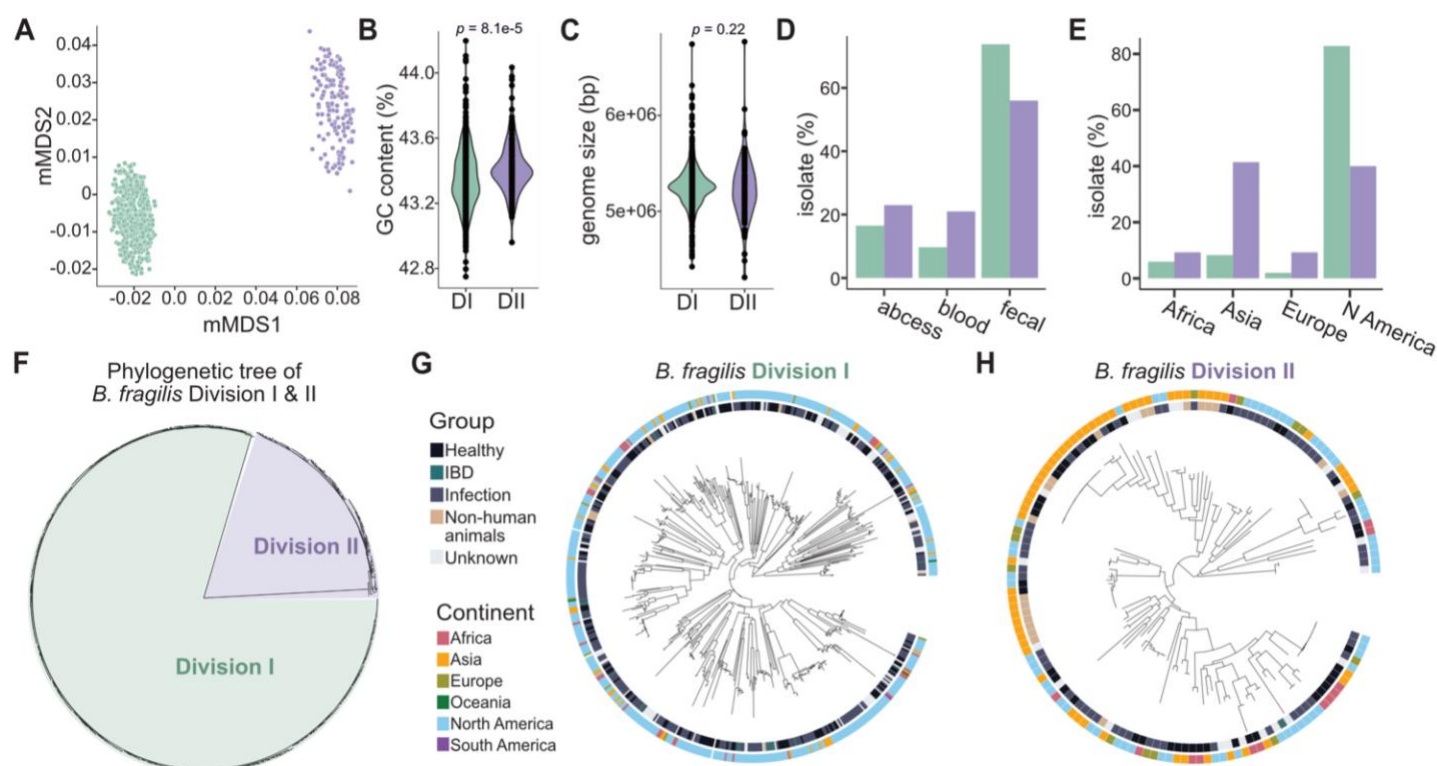 A
mMDS2
0.04
0.03
0.02
0.01
0
-0.01
-0.02
-0.02
0.0
0.02
0.04
0.06
0.08
mMDS1
B
p = 8.1e-5
GC content (%)
44.0
43.6
43.2
42.8
DI
DII
C
p = 0.22
genome size (bp)
6e+06
5e+06
DI
DII
D
isolate (%)
60
40
20
0
abcess
blood
fecal
E
isolate (%)
80
60
40
20
0
Africa
Asia
Europe
N America
F
Phylogenetic tree of
B. fragilis Division I & II
Division II
Division I
G
B. fragilis Division I
Group
Healthy
IBD
Infection
Non-human
animals
Unknown
Continent
Africa
Asia
Europe
Oceania
North America
South America
H
B. fragilis Division II